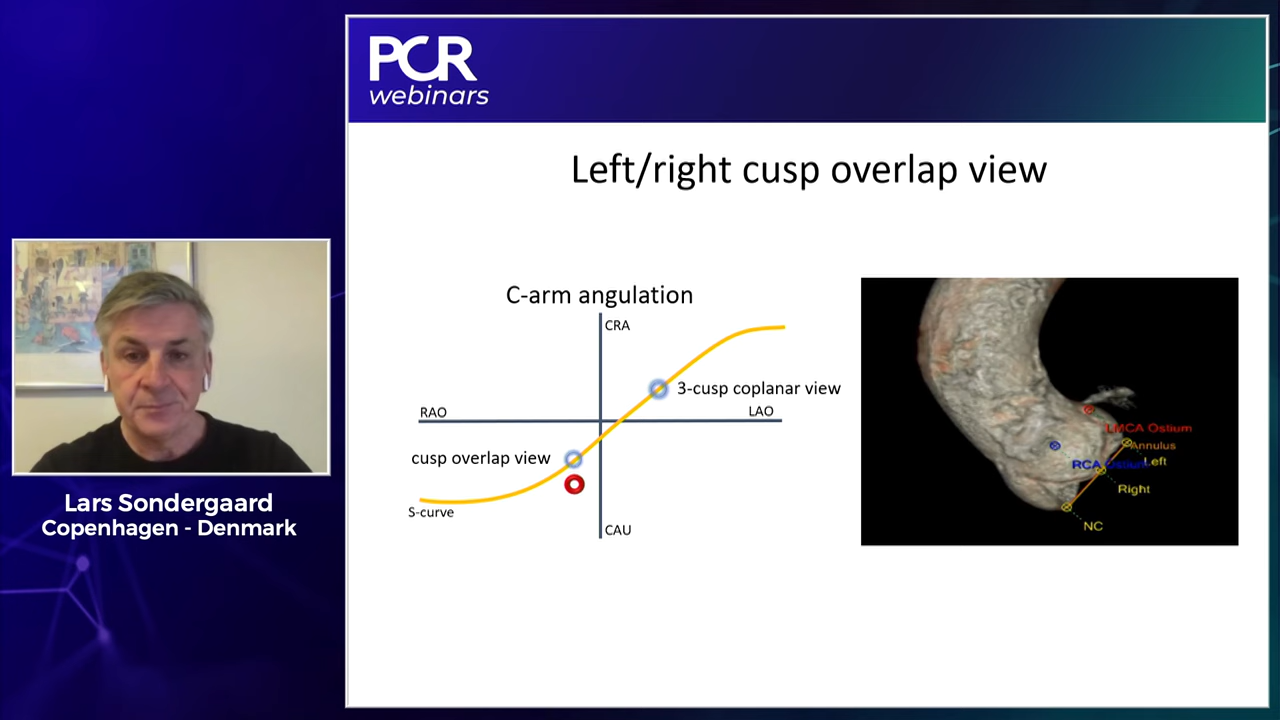 PCR
webinars
Left/right cusp overlap view
C-arm angulation
CRA
3-cusp coplanar view
RAO
LAO
cusp overlap view
S-curve
CAU
LMCA Ostium
Annulus
RCA Ostium
Left
Right
NC
Lars Sondergaard
Copenhagen - Denmark